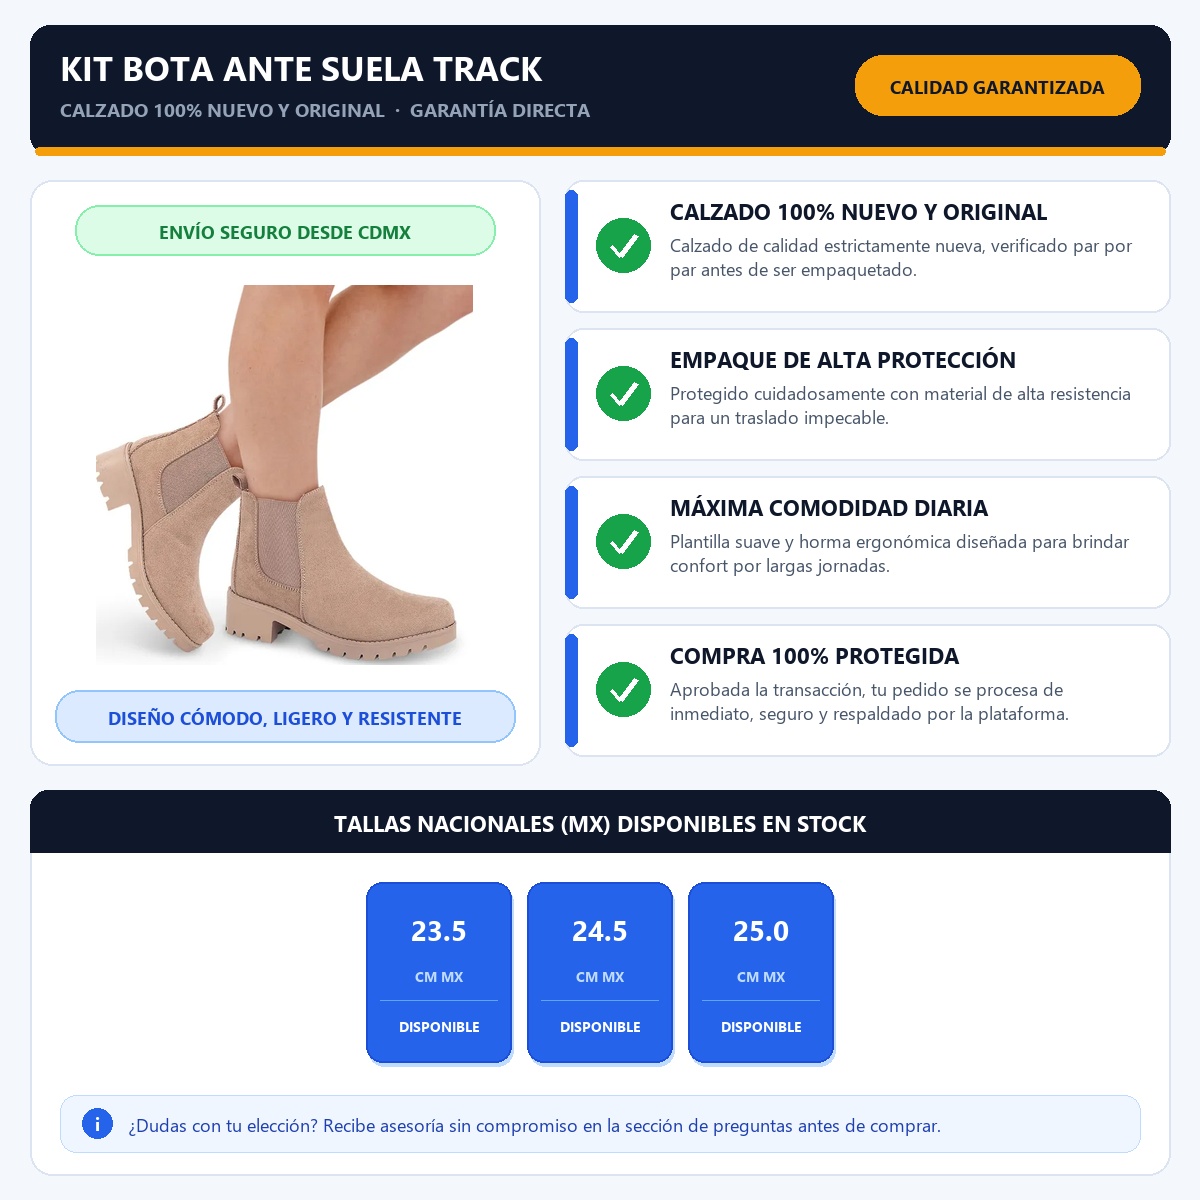 KIT BOTA ANTE SUELA TRACK
CALZADO 100% NUEVO Y ORIGINAL · GARANTÍA DIRECTA
CALIDAD GARANTIZADA
ENVÍO SEGURO DESDE CDMX
DISEÑO CÓMODO, LIGERO Y RESISTENTE
CALZADO 100% NUEVO Y ORIGINAL
Calzado de calidad estrictamente nueva, verificado par por
par antes de ser empaquetado.
EMPAQUE DE ALTA PROTECCIÓN
Protegido cuidadosamente con material de alta resistencia
para un traslado impecable.
MÁXIMA COMODIDAD DIARIA
Plantilla suave y horma ergonómica diseñada para brindar
confort por largas jornadas.
COMPRA 100% PROTEGIDA
Aprobada la transacción, tu pedido se procesa de
inmediato, seguro y respaldado por la plataforma.
TALLAS NACIONALES (MX) DISPONIBLES EN STOCK
23.5
CM MX
DISPONIBLE
24.5
CM MX
DISPONIBLE
25.0
CM MX
DISPONIBLE
¿Dudas con tu elección? Recibe asesoría sin compromiso en la sección de preguntas antes de comprar.